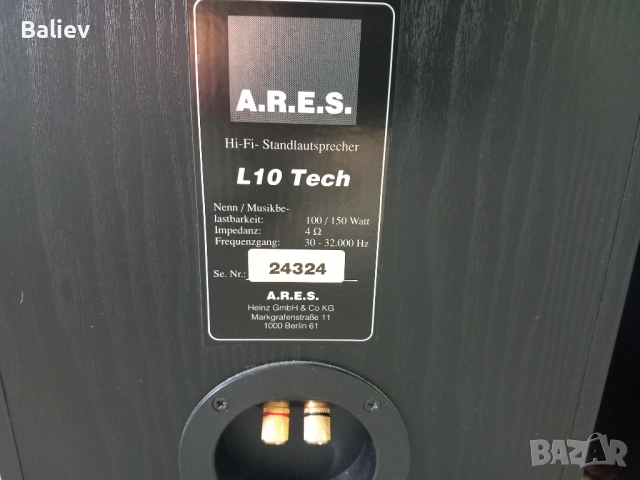 Baliev
A.R.E.S.
Hi-Fi- Standlautsprecher
L10 Tech
Nenn / Musikbe-
lastbarkeit: 100 / 150 Watt
Impedanz: 4 Ω
Frequenzgang: 30 - 32.000 Hz
Se. Nr.: 24324
A.R.E.S.
Heinz GmbH & Co KG
Markgrafenstraße 11
1000 Berlin 61
BAZAR